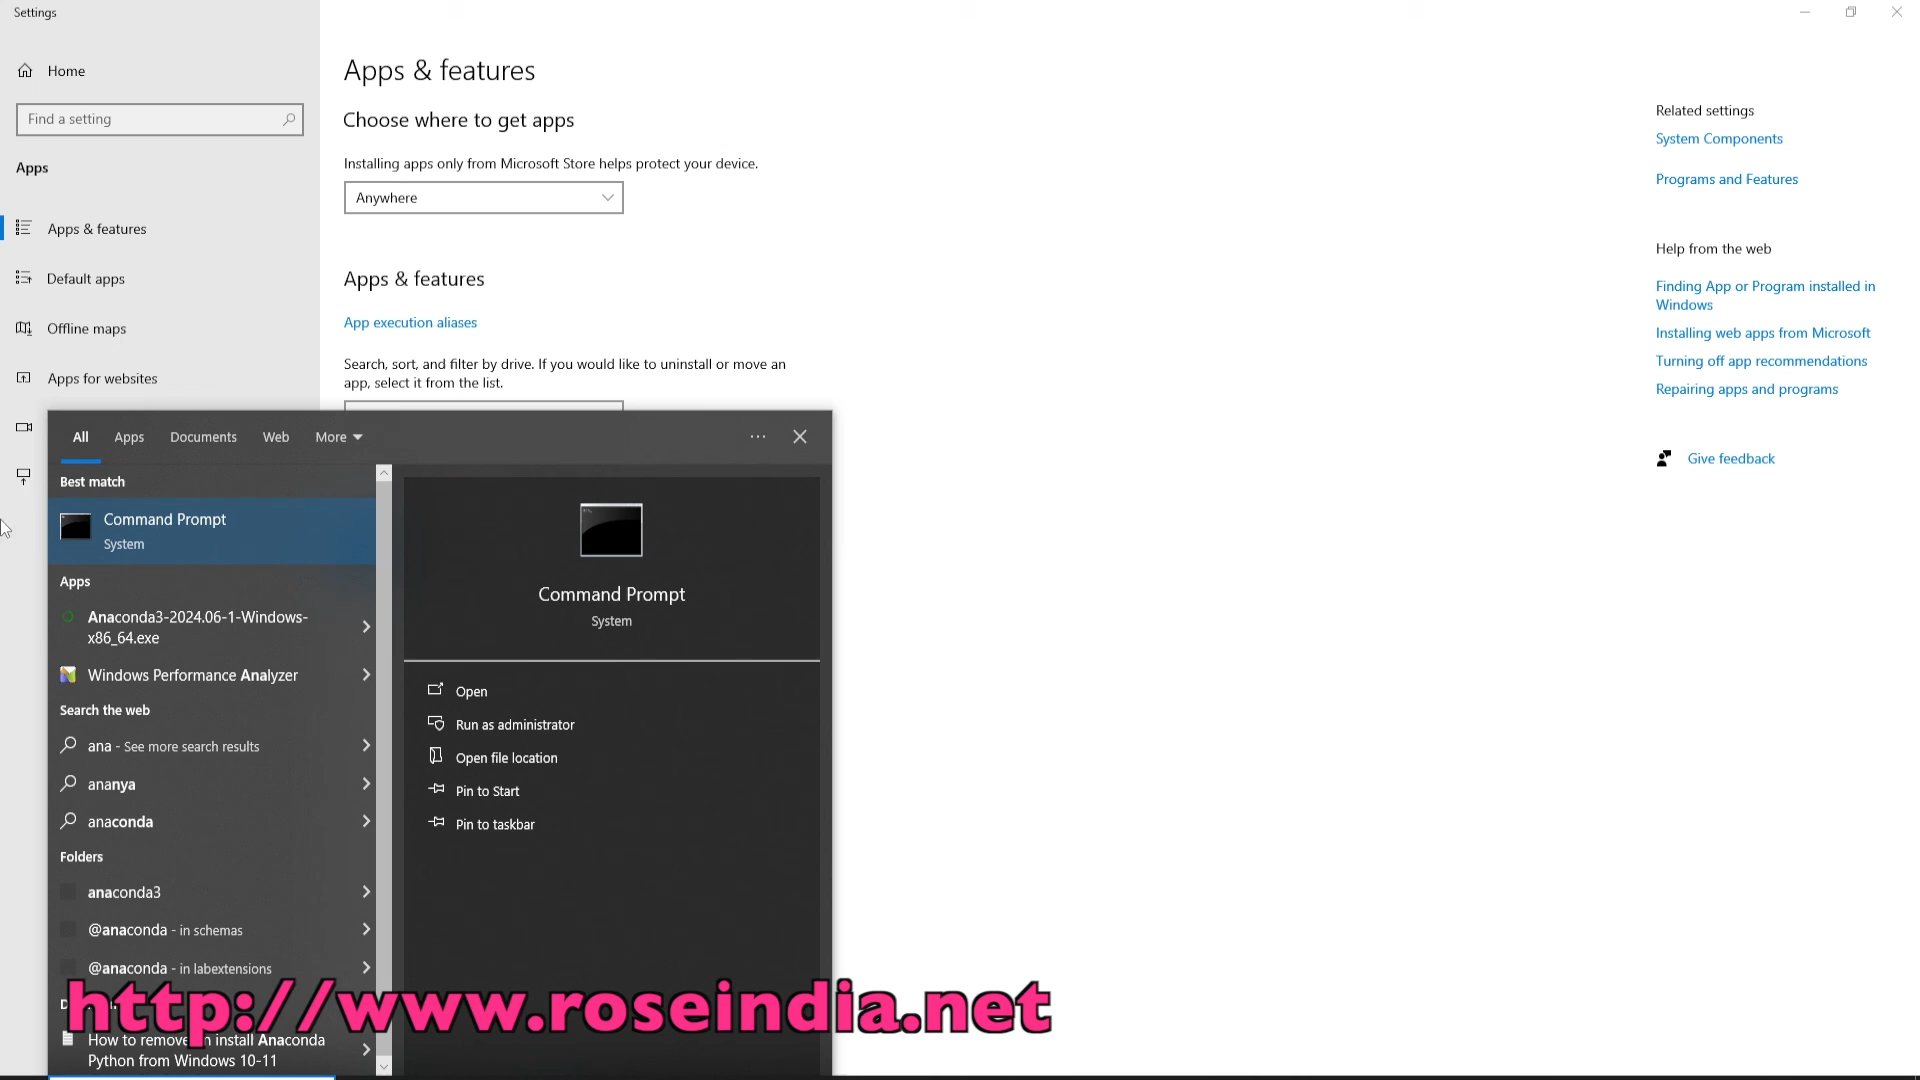 Settings
Home
Find a setting
Apps
Apps & features
Default apps
Offline maps
Apps for websites
Apps & features
Choose where to get apps
Installing apps only from Microsoft Store helps protect your device.
Anywhere
Apps & features
App execution aliases
Search, sort, and filter by drive. If you would like to uninstall or move an
app, select it from the list.
Related settings
System Components
Programs and Features
Help from the web
Finding App or Program installed in
Windows
Installing web apps from Microsoft
Turning off app recommendations
Repairing apps and programs
Give feedback
All Apps Documents Web More
Best match
Command Prompt
System
Apps
Anaconda3-2024.06-1-Windows-
x86_64.exe
Windows Performance Analyzer
Search the web
ana - See more search results
ananya
anaconda
Folders
anaconda3
@anaconda - in schemas
@anaconda - in labextensions
How to remove install Anaconda
Python from Windows 10-11
Command Prompt
System
Open
Run as administrator
Open file location
Pin to Start
Pin to taskbar
http://www.roseindia.net